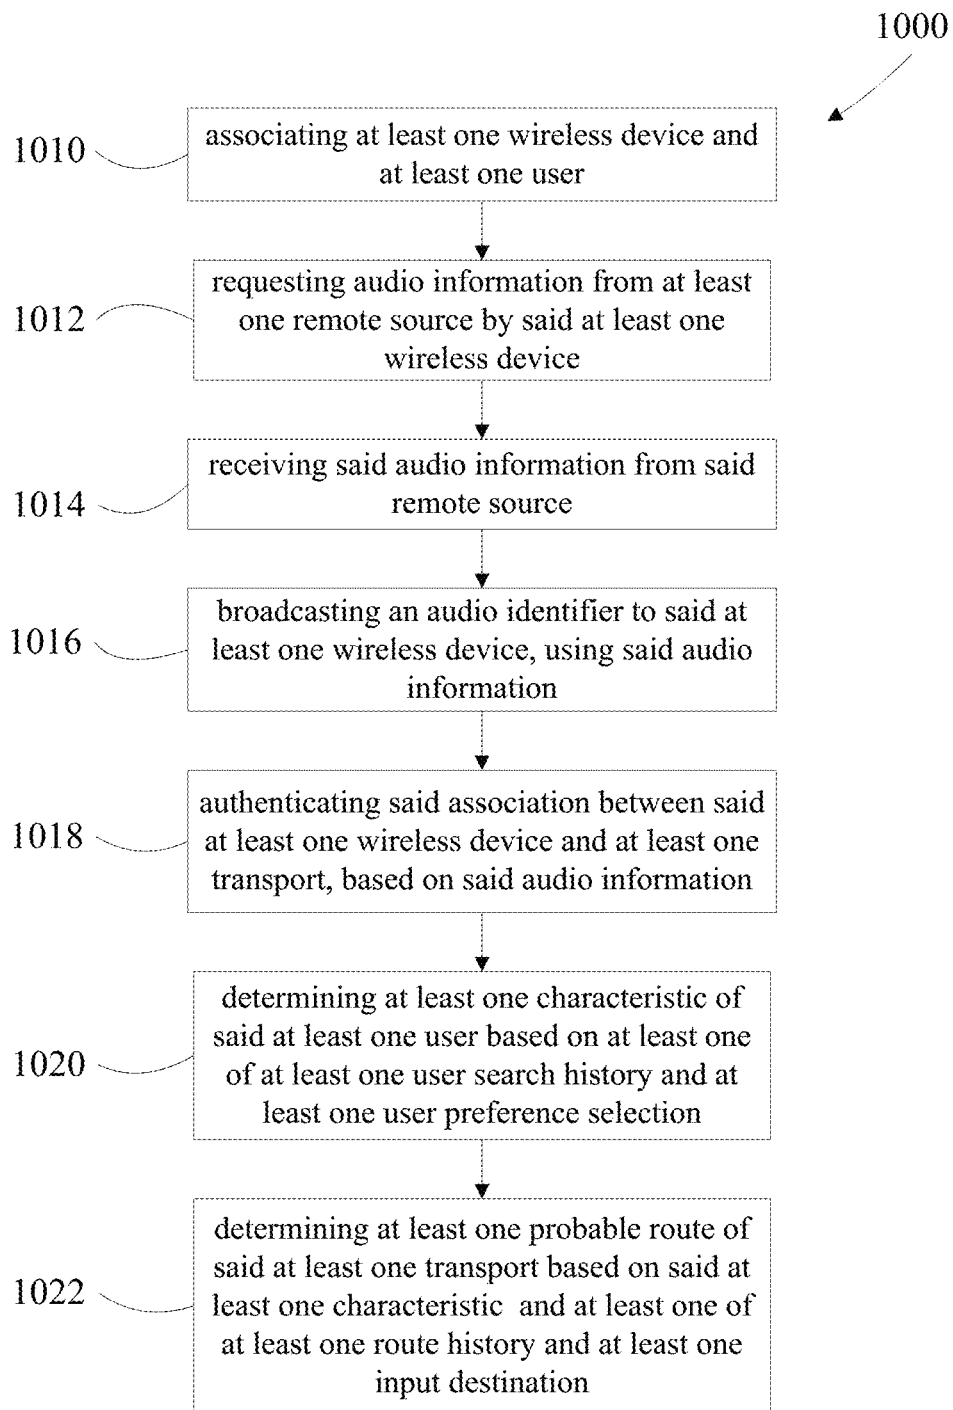 1000
1010
associating at least one wireless device and
at least one user
1012
requesting audio information from at least
one remote source by said at least one
wireless device
1014
receiving said audio information from said
remote source
1016
broadcasting an audio identifier to said at
least one wireless device, using said audio
information
1018
authenticating said association between said
at least one wireless device and at least one
transport, based on said audio information
1020
determining at least one characteristic of
said at least one user based on at least one
of at least one user search history and at
least one user preference selection
1022
determining at least one probable route of
said at least one transport based on said at
least one characteristic and at least one of
at least one route history and at least one
input destination